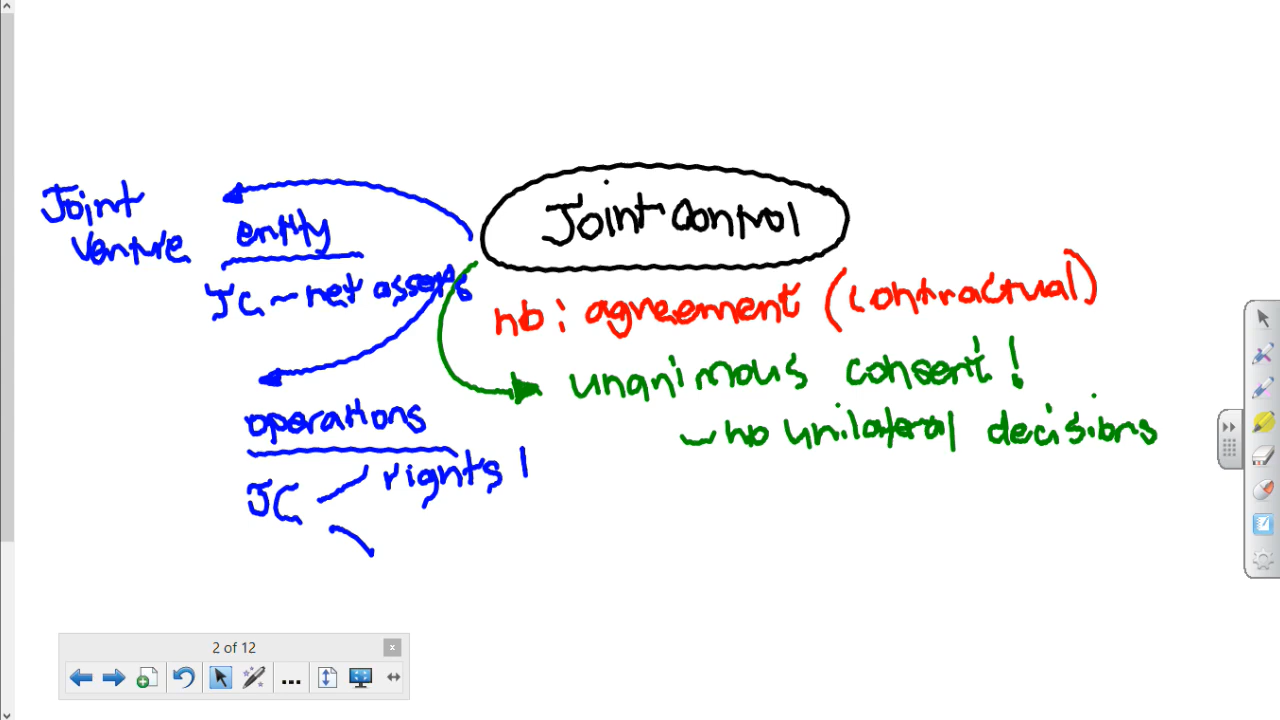 Joint control
Joint
venture
entity
JC - net assets
nb: agreement (contractual)
unanimous consent!
no unilateral decisions
operations
JC
rights
2 of 12
...